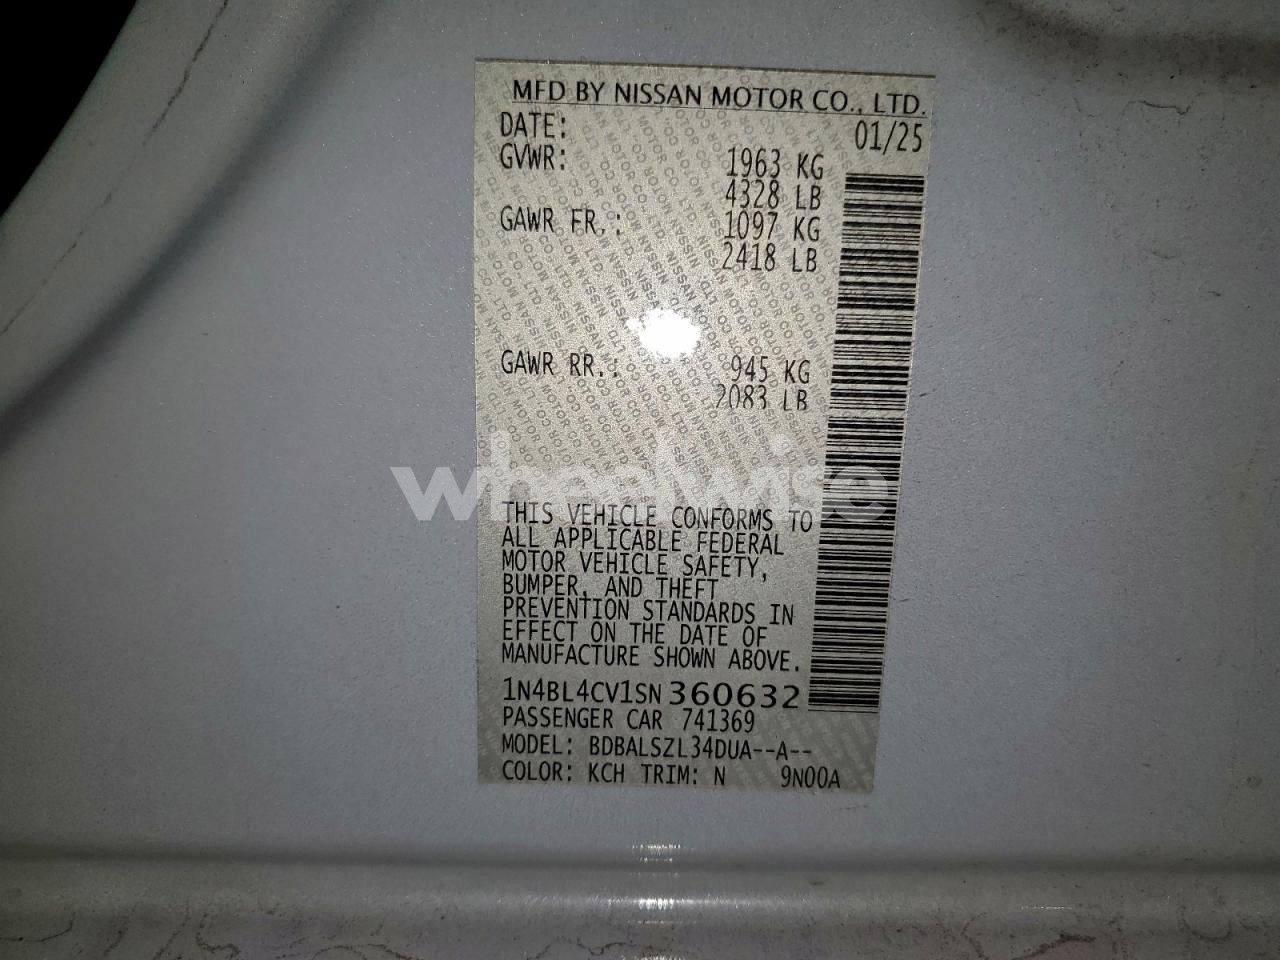 MFD BY NISSAN MOTOR CO., LTD.
DATE: 01/25
GVWR: 1963 KG
4328 LB
GAWR FR.: 1097 KG
2418 LB
GAWR RR.: 945 KG
2083 LB
wheelwise
THIS VEHICLE CONFORMS TO
ALL APPLICABLE FEDERAL
MOTOR VEHICLE SAFETY,
BUMPER, AND THEFT
PREVENTION STANDARDS IN
EFFECT ON THE DATE OF
MANUFACTURE SHOWN ABOVE.
1N4BL4CV1SN360632
PASSENGER CAR 741369
MODEL: BDBALSZL34DUA--A--
COLOR: KCH TRIM: N 9N00A